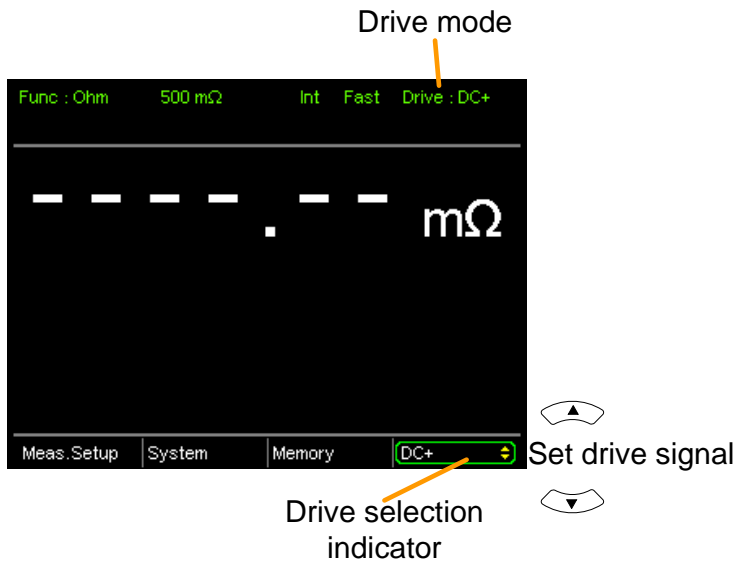 Drive mode
Func : Ohm 500 mΩ Int Fast Drive : DC+
– – – – . – – mΩ
Meas.Setup System Memory DC+
Set drive signal
Drive selection
indicator